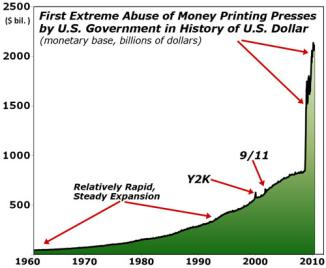 2500
($ bil.)
First Extreme Abuse of Money Printing Presses
by U.S. Government in History of U.S. Dollar
(monetary base, billions of dollars)
2000
1500
1000
9/11
Y2K
Relatively Rapid,
Steady Expansion
500
1960 1970 1980 1990 2000 2010